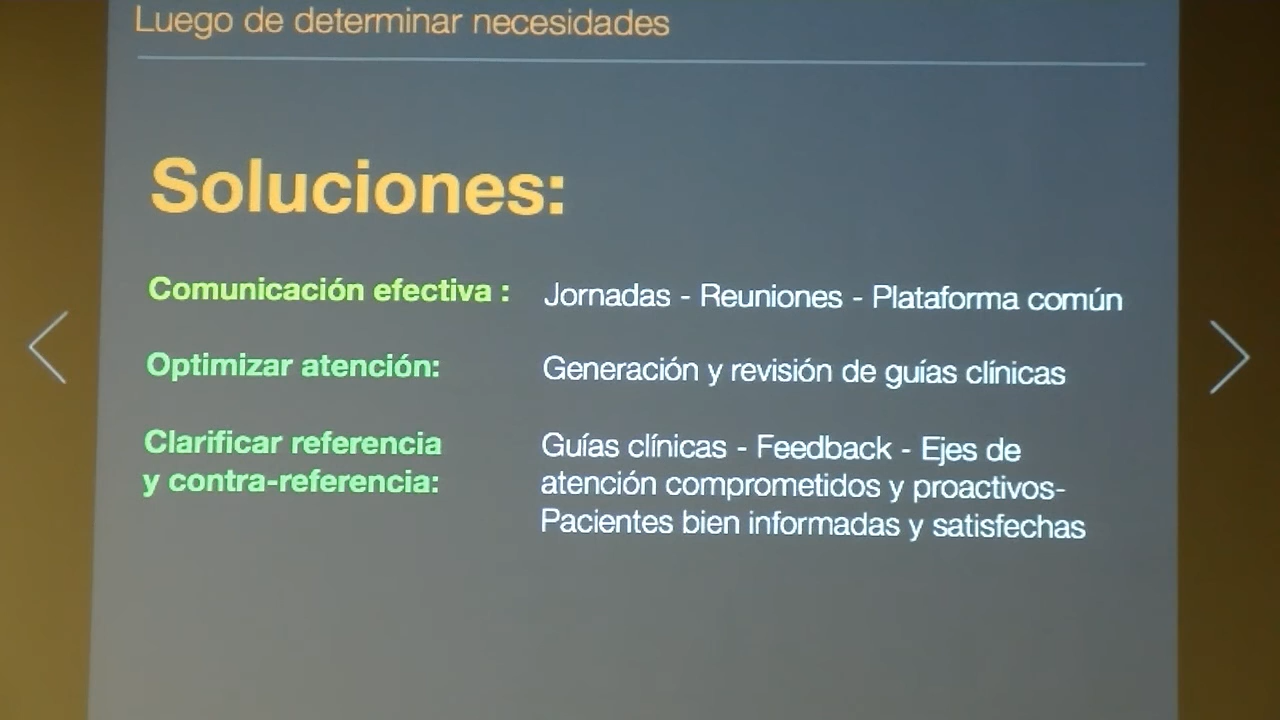 Luego de determinar necesidades
Soluciones:
Comunicación efectiva : Jornadas - Reuniones - Plataforma común
Optimizar atención: Generación y revisión de guías clínicas
Clarificar referencia
y contra-referencia:
Guías clínicas - Feedback - Ejes de
atención comprometidos y proactivos-
Pacientes bien informadas y satisfechas